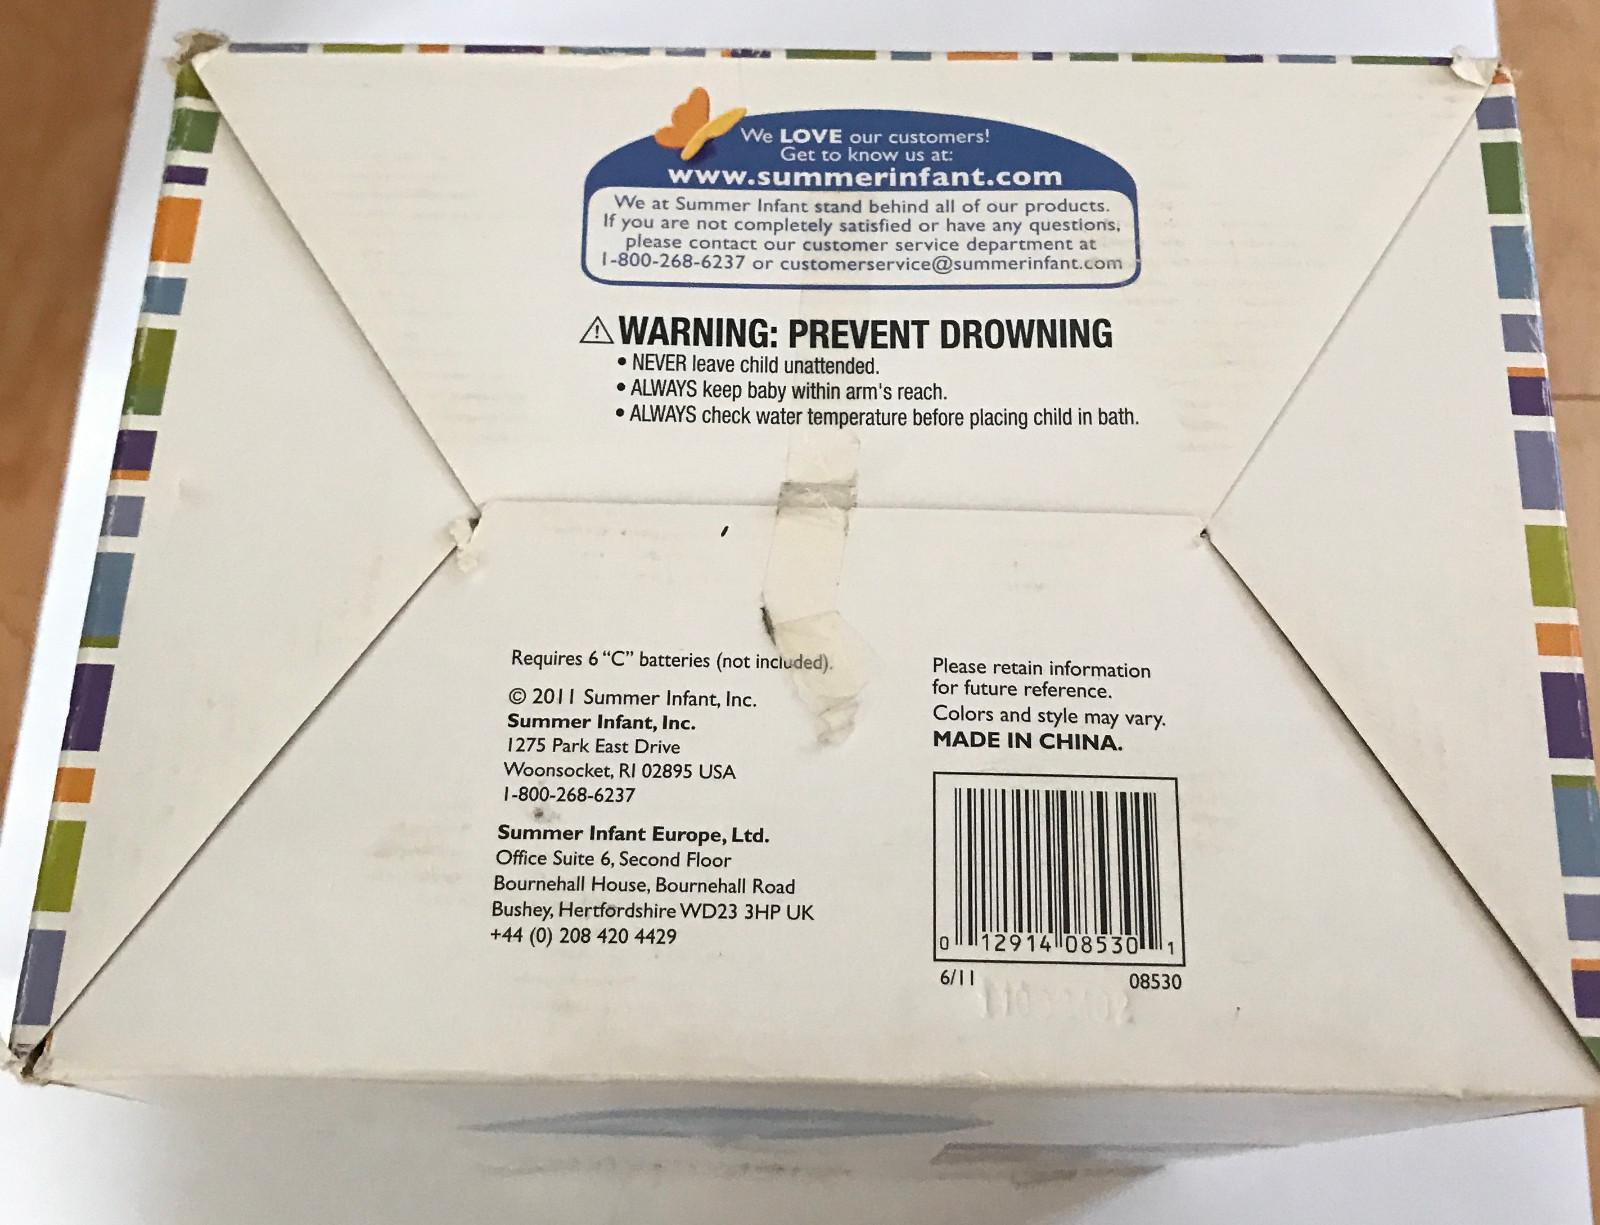 We LOVE our customers!
Get to know us at:
www.summerinfant.com
We at Summer Infant stand behind all of our products.
If you are not completely satisfied or have any questions,
please contact our customer service department at
1-800-268-6237 or customerservice@summerinfant.com
WARNING: PREVENT DROWNING
• NEVER leave child unattended.
• ALWAYS keep baby within arm's reach.
• ALWAYS check water temperature before placing child in bath.
Requires 6 “C” batteries (not included).
© 2011 Summer Infant, Inc.
Summer Infant, Inc.
1275 Park East Drive
Woonsocket, RI 02895 USA
1-800-268-6237
Summer Infant Europe, Ltd.
Office Suite 6, Second Floor
Bournehall House, Bournehall Road
Bushey, Hertfordshire WD23 3HP UK
+44 (0) 208 420 4429
Please retain information
for future reference.
Colors and style may vary.
MADE IN CHINA.
0 12914 08530 1
6/11 08530